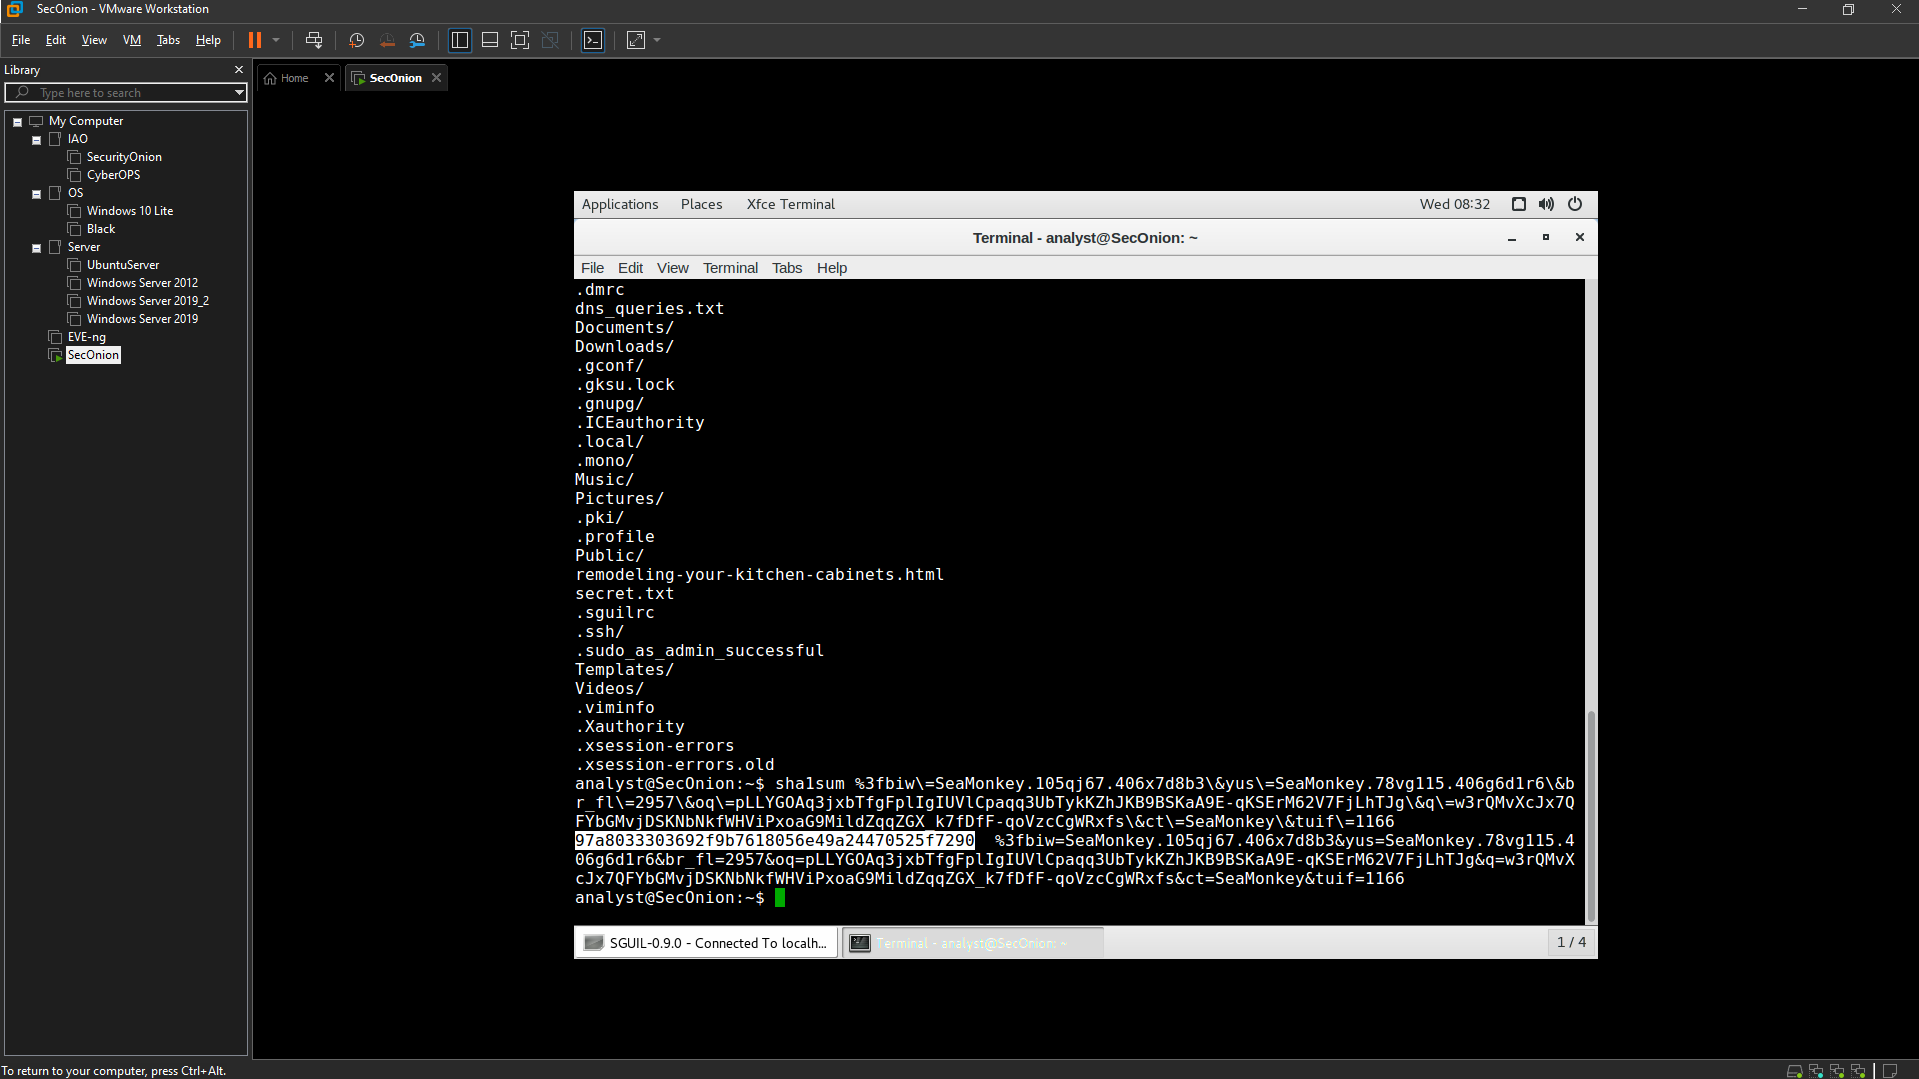 SecOnion - VMware Workstation
File Edit View VM Tabs Help
Library
Type here to search
My Computer
IAO
SecurityOnion
CyberOPS
OS
Windows 10 Lite
Black
Server
UbuntuServer
Windows Server 2012
Windows Server 2019_2
Windows Server 2019
EVE-ng
SecOnion
Home
SecOnion
Applications Places Xfce Terminal Wed 08:32
Terminal - analyst@SecOnion: ~
File Edit View Terminal Tabs Help
.dmrc
dns_queries.txt
Documents/
Downloads/
.gconf/
.gksu.lock
.gnupg/
.ICEauthority
.local/
.mono/
Music/
Pictures/
.pki/
.profile
Public/
remodeling-your-kitchen-cabinets.html
secret.txt
.sguilrc
.ssh/
.sudo_as_admin_successful
Templates/
Videos/
.viminfo
.Xauthority
.xsession-errors
.xsession-errors.old
analyst@SecOnion:~$ sha1sum %3fbiw\=SeaMonkey.105qj67.406x7d8b3\&yus\=SeaMonkey.78vg115.406g6d1r6\&b
r_fl\=2957\&oq\=pLLYGOAq3jxbTfgFplIgIUVlCpaqq3UbTykKZhJKB9BSKaA9E-qKSErM62V7FjLhTJg\&q\=w3rQMvXcJx7Q
FYbGMvjDSKNbNkfWHViPxoaG9MildZqqZGX_k7fDfF-qoVzcCgWRxfs\&ct\=SeaMonkey\&tuif\=1166
97a8033303692f9b7618056e49a24470525f7290  %3fbiw=SeaMonkey.105qj67.406x7d8b3&yus=SeaMonkey.78vg115.4
06g6d1r6&br_fl=2957&oq=pLLYGOAq3jxbTfgFplIgIUVlCpaqq3UbTykKZhJKB9BSKaA9E-qKSErM62V7FjLhTJg&q=w3rQMvX
cJx7QFYbGMvjDSKNbNkfWHViPxoaG9MildZqqZGX_k7fDfF-qoVzcCgWRxfs&ct=SeaMonkey&tuif=1166
analyst@SecOnion:~$
SGUIL-0.9.0 - Connected To localh...
Terminal - analyst@SecOnion: ~
1 / 4
To return to your computer, press Ctrl+Alt.